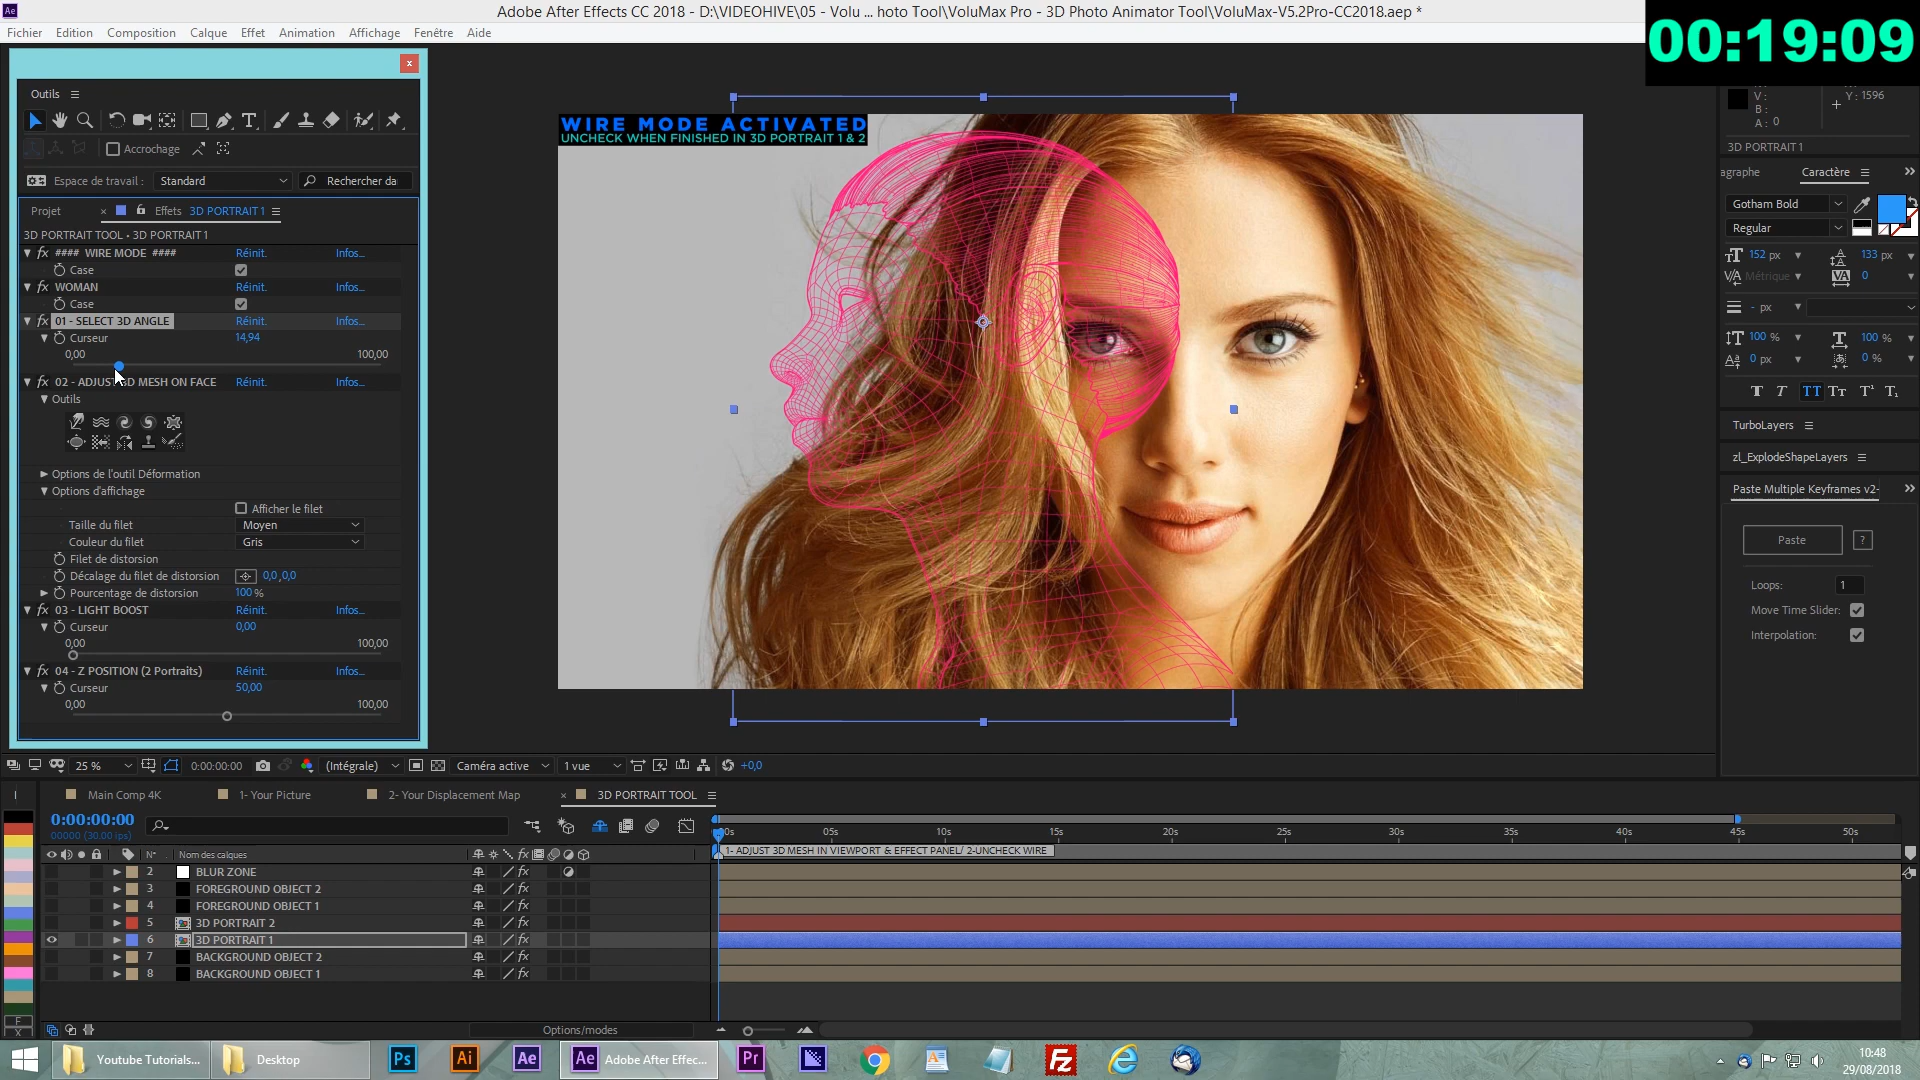 Adobe After Effects CC 2018 - D:\VIDEOHIVE\05 - Volu ... hoto Tool\VoluMax Pro - 3D Photo Animator Tool\VoluMax-V5.2Pro-CC2018.aep *
00:19:09
Fichier Edition Composition Calque Effet Animation Affichage Fenêtre Aide
Outils
Accrochage
Espace de travail : Standard Rechercher da
Projet Effets 3D PORTRAIT 1
3D PORTRAIT TOOL • 3D PORTRAIT 1
#### WIRE MODE #### Réinit. Infos...
Case
WOMAN Réinit. Infos...
Case
01 - SELECT 3D ANGLE Réinit. Infos...
Curseur 14,94
0,00 100,00
02 - ADJUST 3D MESH ON FACE Réinit. Infos...
Outils
Options de l'outil Déformation
Options d'affichage
Afficher le filet
Taille du filet Moyen
Couleur du filet Gris
Filet de distorsion
Décalage du filet de distorsion 0,0,0,0
Pourcentage de distorsion 100 %
03 - LIGHT BOOST Réinit. Infos...
Curseur 0,00
0,00 100,00
04 - Z POSITION (2 Portraits) Réinit. Infos...
Curseur 50,00
0,00 100,00
WIRE MODE ACTIVATED
UNCHECK WHEN FINISHED IN 3D PORTRAIT 1 & 2
V :
B :
A : 0
Y : 1596
3D PORTRAIT 1
agraphe Caractère
Gotham Bold
Regular
152 px 133 px
Métrique 0
- px
100 % 100 %
0 px 0 %
TurboLayers
zl_ExplodeShapeLayers
Paste Multiple Keyframes v2-
Paste ?
Loops: 1
Move Time Slider:
Interpolation:
25 % 0:00:00:00 (Intégrale) Caméra active 1 vue +0,0
Main Comp 4K 1- Your Picture 2- Your Displacement Map 3D PORTRAIT TOOL
0:00:00:00
00000 (30.00 ips)
00s 05s 10s 15s 20s 25s 30s 35s 40s 45s 50s
1- ADJUST 3D MESH IN VIEWPORT & EFFECT PANEL/ 2-UNCHECK WIRE
N° Nom des calques
2 BLUR ZONE
3 FOREGROUND OBJECT 2
4 FOREGROUND OBJECT 1
5 3D PORTRAIT 2
6 3D PORTRAIT 1
7 BACKGROUND OBJECT 2
8 BACKGROUND OBJECT 1
F
X
Options/modes
Youtube Tutorials... Desktop Ps Ai Ae Ae Adobe After Effec... Pr Fz
10:48
29/08/2018